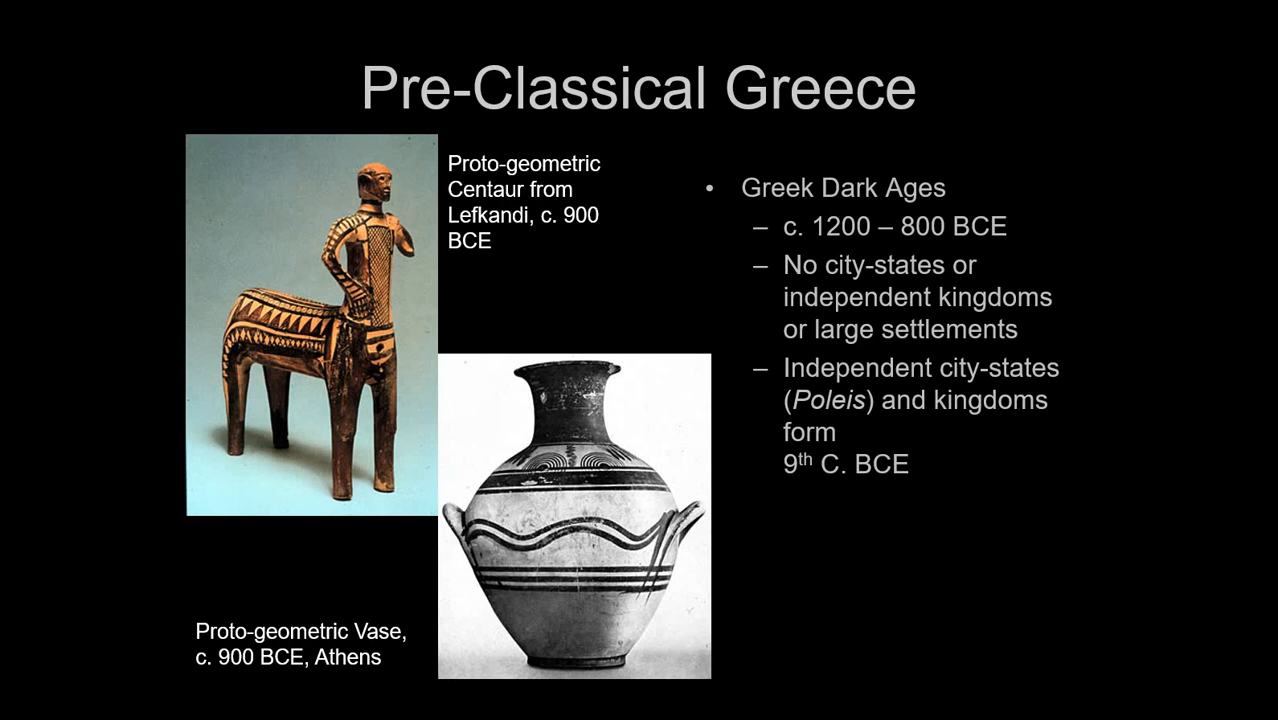 Pre-Classical Greece
Proto-geometric
Centaur from
Lefkandi, c. 900
BCE
• Greek Dark Ages
– c. 1200 – 800 BCE
– No city-states or
independent kingdoms
or large settlements
– Independent city-states
(Poleis) and kingdoms
form
9th C. BCE
Proto-geometric Vase,
c. 900 BCE, Athens